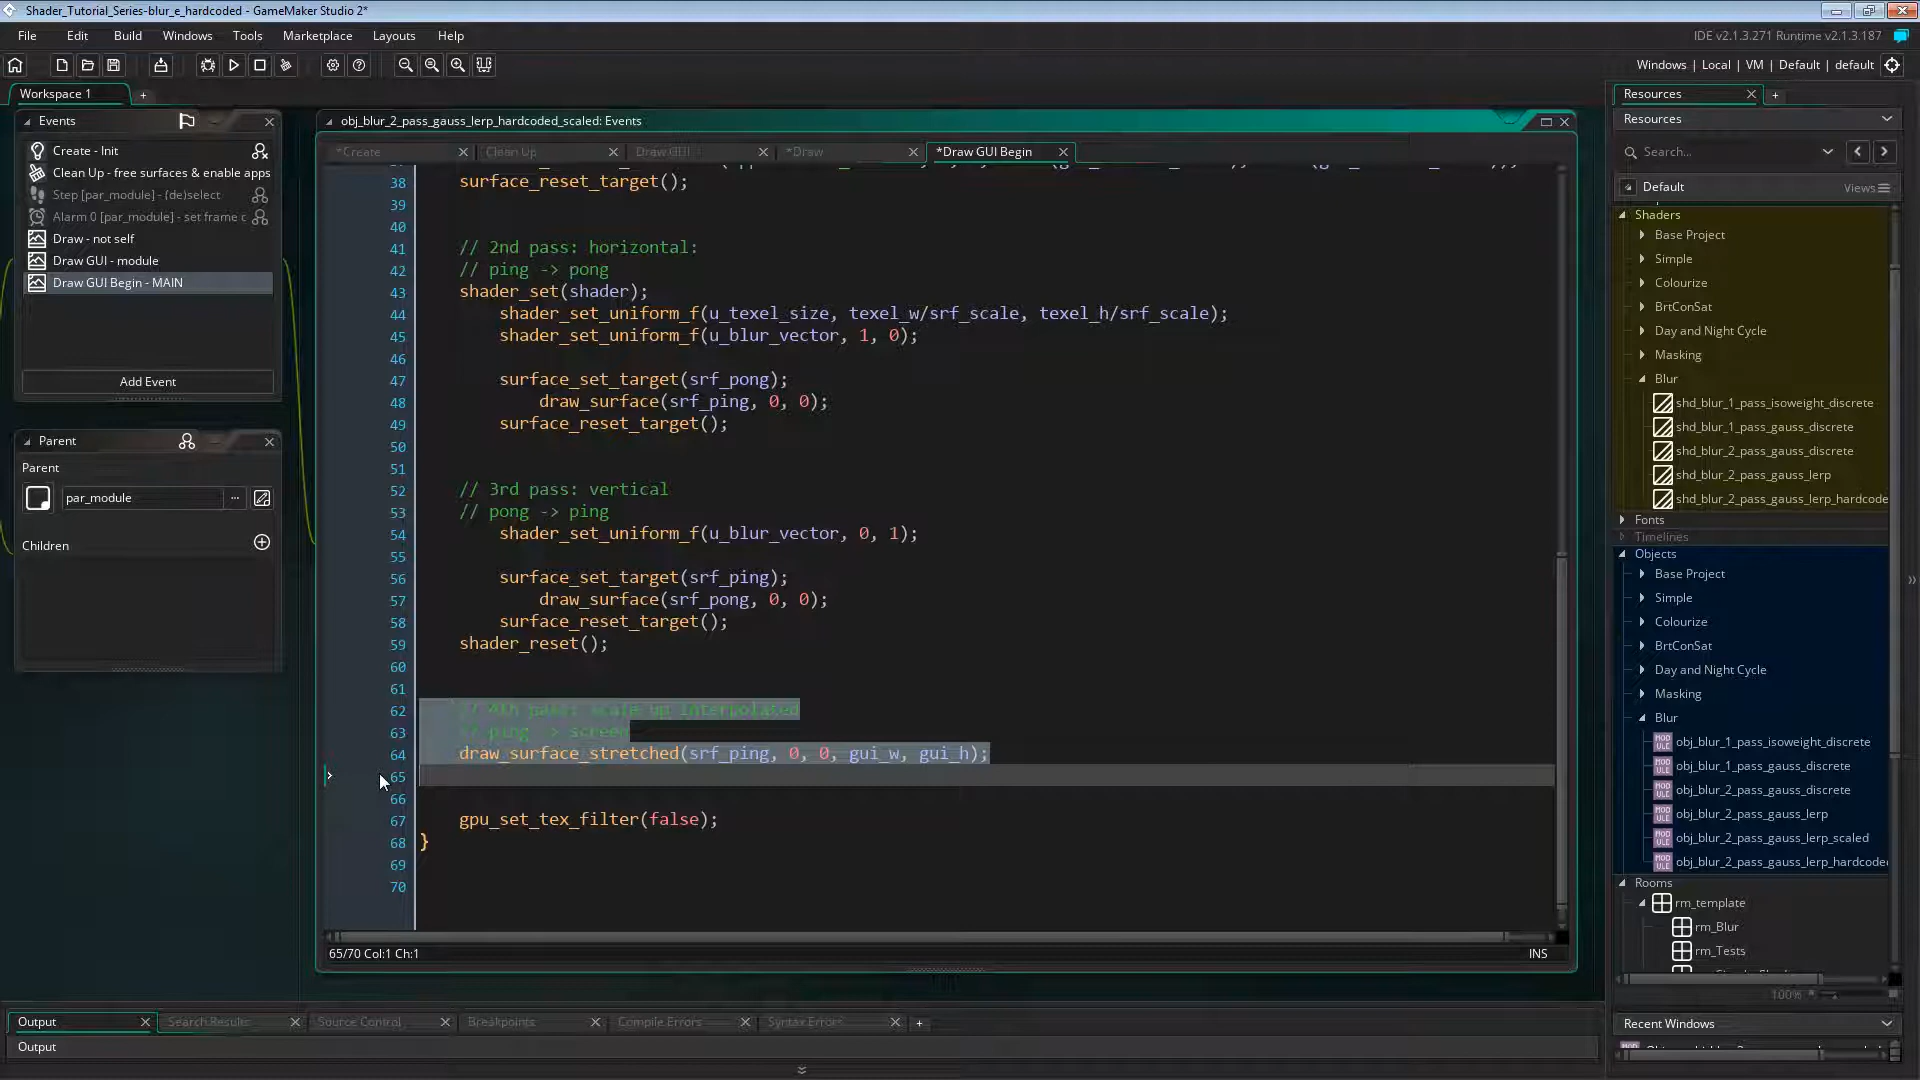 Shader_Tutorial_Series-blur_e_hardcoded - GameMaker Studio 2*
File Edit Build Windows Tools Marketplace Layouts Help
IDE v2.1.3.271 Runtime v2.1.3.187
Windows | Local | VM | Default | default
Workspace 1
Events
Create - Init
Clean Up - free surfaces & enable apps
Step [par_module] - (de)select
Alarm 0 [par_module] - set frame c
Draw - not self
Draw GUI - module
Draw GUI Begin - MAIN
Add Event
Parent
Parent
par_module
...
Children
obj_blur_2_pass_gauss_lerp_hardcoded_scaled: Events
*Create Clean Up Draw GUI *Draw *Draw GUI Begin
38 surface_reset_target();
39
40
41 // 2nd pass: horizontal:
42 // ping -> pong
43 shader_set(shader);
44 shader_set_uniform_f(u_texel_size, texel_w/srf_scale, texel_h/srf_scale);
45 shader_set_uniform_f(u_blur_vector, 1, 0);
46
47 surface_set_target(srf_pong);
48 draw_surface(srf_ping, 0, 0);
49 surface_reset_target();
50
51
52 // 3rd pass: vertical
53 // pong -> ping
54 shader_set_uniform_f(u_blur_vector, 0, 1);
55
56 surface_set_target(srf_ping);
57 draw_surface(srf_pong, 0, 0);
58 surface_reset_target();
59 shader_reset();
60
61
62 // 4th pass: scale up interpolated
63 // ping -> screen
64 draw_surface_stretched(srf_ping, 0, 0, gui_w, gui_h);
65
66
67 gpu_set_tex_filter(false);
68 }
69
70
65/70 Col:1 Ch:1
INS
Output Search Results Source Control Breakpoints Compile Errors Syntax Errors
Output
Resources
Resources
Search...
Default
Views
Shaders
Base Project
Simple
Colourize
BrtConSat
Day and Night Cycle
Masking
Blur
shd_blur_1_pass_isoweight_discrete
shd_blur_1_pass_gauss_discrete
shd_blur_2_pass_gauss_discrete
shd_blur_2_pass_gauss_lerp
shd_blur_2_pass_gauss_lerp_hardcode
Fonts
Timelines
Objects
Base Project
Simple
Colourize
BrtConSat
Day and Night Cycle
Masking
Blur
obj_blur_1_pass_isoweight_discrete
obj_blur_1_pass_gauss_discrete
obj_blur_2_pass_gauss_discrete
obj_blur_2_pass_gauss_lerp
obj_blur_2_pass_gauss_lerp_scaled
obj_blur_2_pass_gauss_lerp_hardcoded
Rooms
rm_template
rm_Blur
rm_Tests
100%
Recent Windows